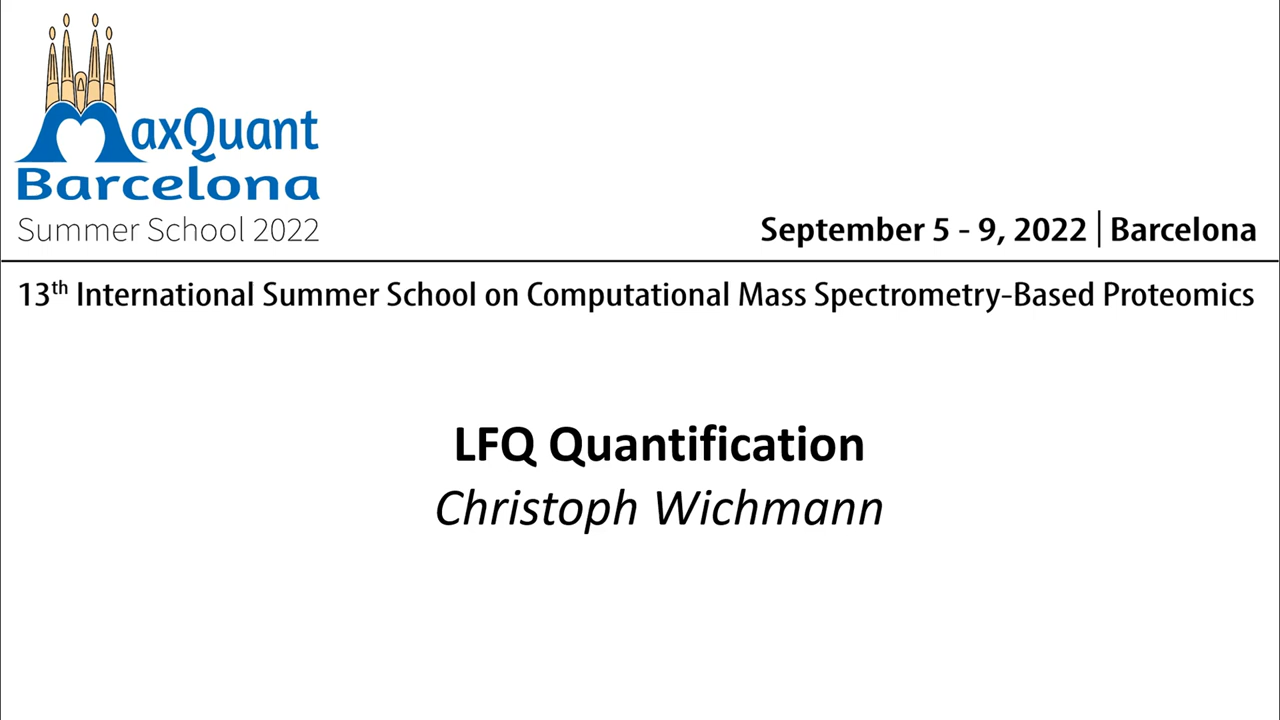 MaxQuant
Barcelona
Summer School 2022
September 5 - 9, 2022 | Barcelona
13th International Summer School on Computational Mass Spectrometry-Based Proteomics
LFQ Quantification
Christoph Wichmann